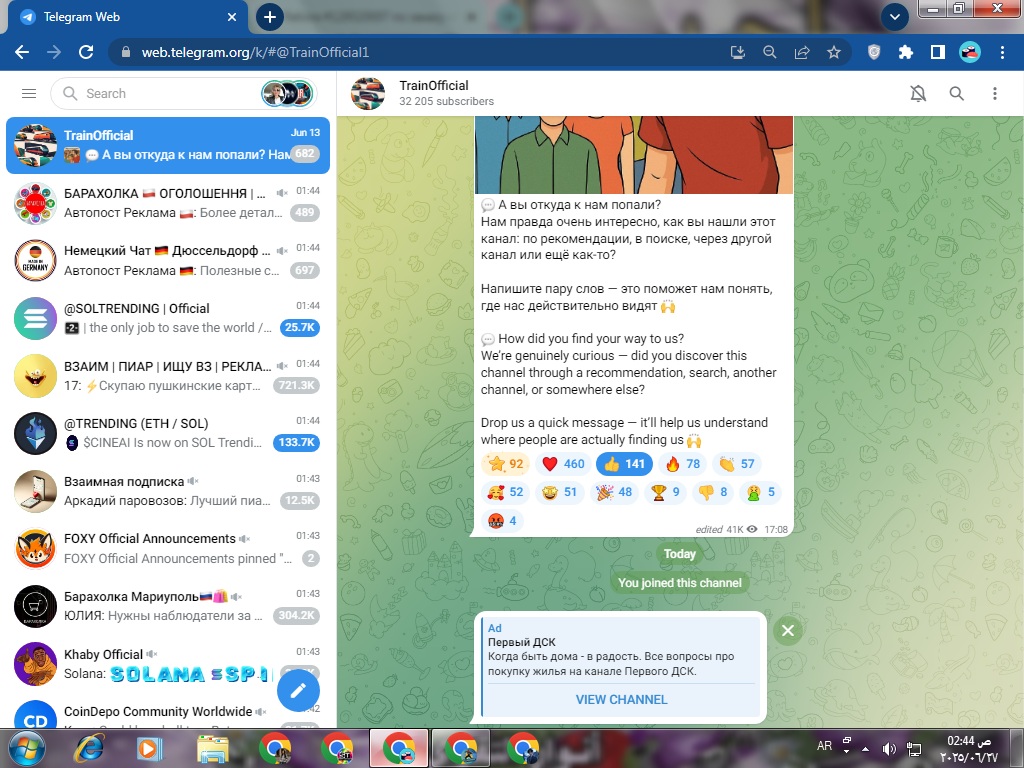 Telegram Web
web.telegram.org/k/#@TrainOfficial1
Search
TrainOfficial
Jun 13
💬 А вы откуда к нам попали? Нам
682
БАРАХОЛКА 🇵🇱 ОГОЛОШЕННЯ | ...
01:44
Автопост Реклама 🇵🇱: Более детал...
489
Немецкий Чат 🇩🇪 Дюссельдорф ...
01:44
Автопост Реклама 🇩🇪: Полезные с...
697
MADE IN GERMANY
@SOLTRENDING | Official
01:44
| the only job to save the world /...
25.7K
ВЗАИМ | ПИАР | ИЩУ ВЗ | РЕКЛА...
01:44
17: ⚡Скупаю пушкинские карт...
721.3K
@TRENDING (ETH / SOL)
01:44
$CINEAI Is now on SOL Trendi...
133.7K
Взаимная подписка
01:43
Аркадий паровозов: Лучший пиа...
12.5K
FOXY Official Announcements
01:43
FOXY Official Announcements pinned "...
2
Барахолка Мариуполь🇷🇺🛍️
01:43
ЮЛИЯ: Нужны наблюдатели за ...
304.2K
БАРАХОЛКА
Khaby Official
01:43
Solana: SOLANA ⚡SP
CD
CoinDepo Community Worldwide
TrainOfficial
32 205 subscribers
💬 А вы откуда к нам попали?
Нам правда очень интересно, как вы нашли этот
канал: по рекомендации, в поиске, через другой
канал или ещё как-то?
Напишите пару слов — это поможет нам понять,
где нас действительно видят 🙌
💬 How did you find your way to us?
We're genuinely curious — did you discover this
channel through a recommendation, search, another
channel, or somewhere else?
Drop us a quick message — it'll help us understand
where people are actually finding us 🙌
92 ❤️ 460 👍 141 🔥 78 👏 57
🥰 52 🤩 51 🎉 48 🏆 9 👎 8 🤮 5
🤬 4
edited 41K 17:08
Today
You joined this channel
Ad
Первый ДСК
Когда быть дома - в радость. Все вопросы про
покупку жилья на канале Первого ДСК.
VIEW CHANNEL
AR
02:44 ص
٢٠٢٥/٠٦/٢٧